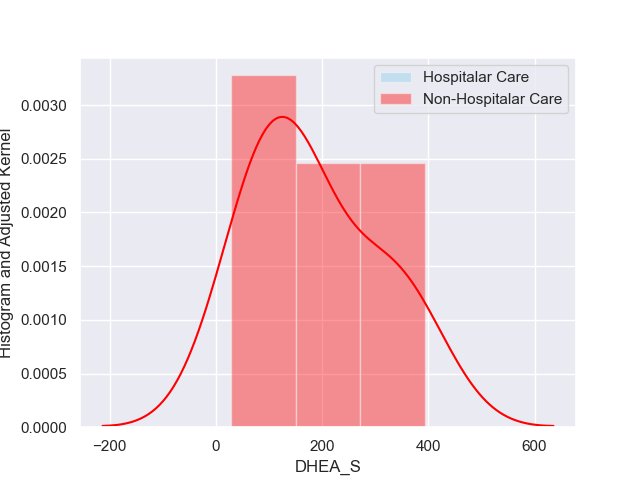 Hospitalar Care
Non-Hospitalar Care
Histogram and Adjusted Kernel
0.0030
0.0025
0.0020
0.0015
0.0010
0.0005
0.0000
−200 0 200 400 600
DHEA_S